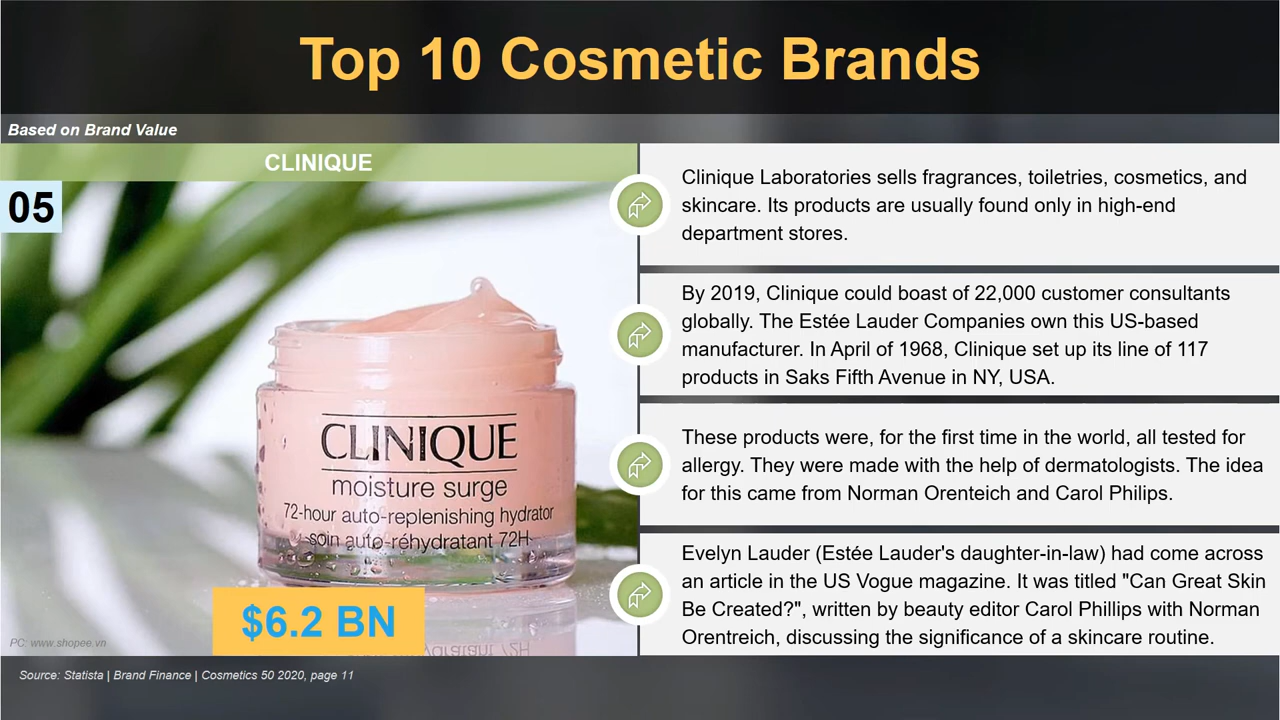 Top 10 Cosmetic Brands
Based on Brand Value
CLINIQUE
05
CLINIQUE
moisture surge
72-hour auto-replenishing hydrator
soin auto-réhydratant 72H
$6.2 BN
PC: www.shopee.vn
Clinique Laboratories sells fragrances, toiletries, cosmetics, and
skincare. Its products are usually found only in high-end
department stores.
By 2019, Clinique could boast of 22,000 customer consultants
globally. The Estée Lauder Companies own this US-based
manufacturer. In April of 1968, Clinique set up its line of 117
products in Saks Fifth Avenue in NY, USA.
These products were, for the first time in the world, all tested for
allergy. They were made with the help of dermatologists. The idea
for this came from Norman Orenteich and Carol Philips.
Evelyn Lauder (Estée Lauder's daughter-in-law) had come across
an article in the US Vogue magazine. It was titled "Can Great Skin
Be Created?", written by beauty editor Carol Phillips with Norman
Orentreich, discussing the significance of a skincare routine.
Source: Statista | Brand Finance | Cosmetics 50 2020, page 11